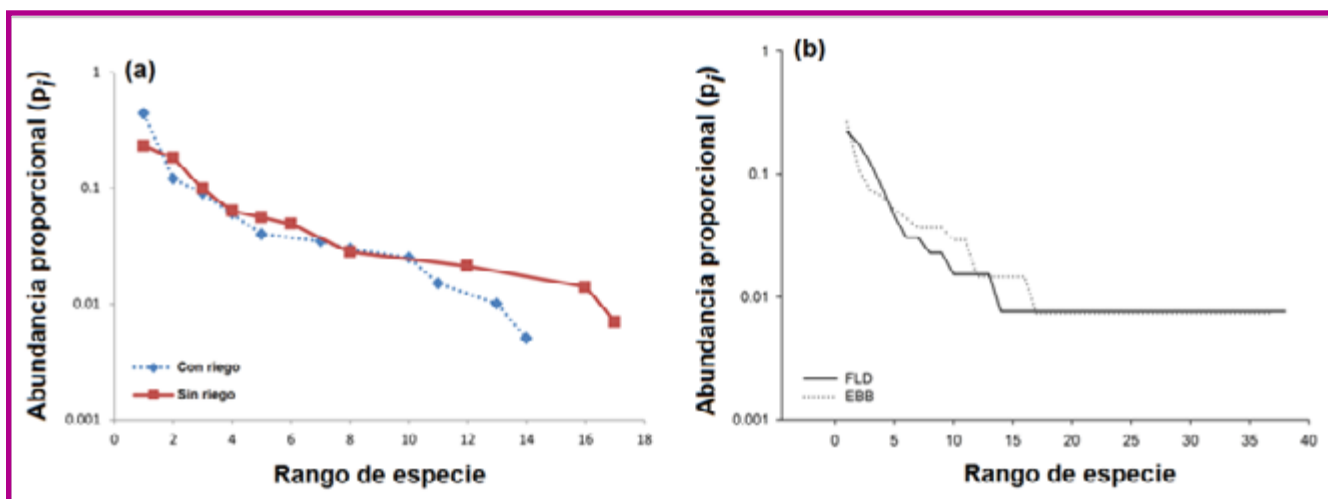 (a)
Abundancia proporcional (pi)
1
0.1
0.01
0.001
0 2 4 6 8 10 12 14 16 18
Rango de especie
Con riego
Sin riego
(b)
Abundancia proporcional (pi)
1
0.1
0.01
0.001
0 5 10 15 20 25 30 35 40
Rango de especie
FLD
EBB